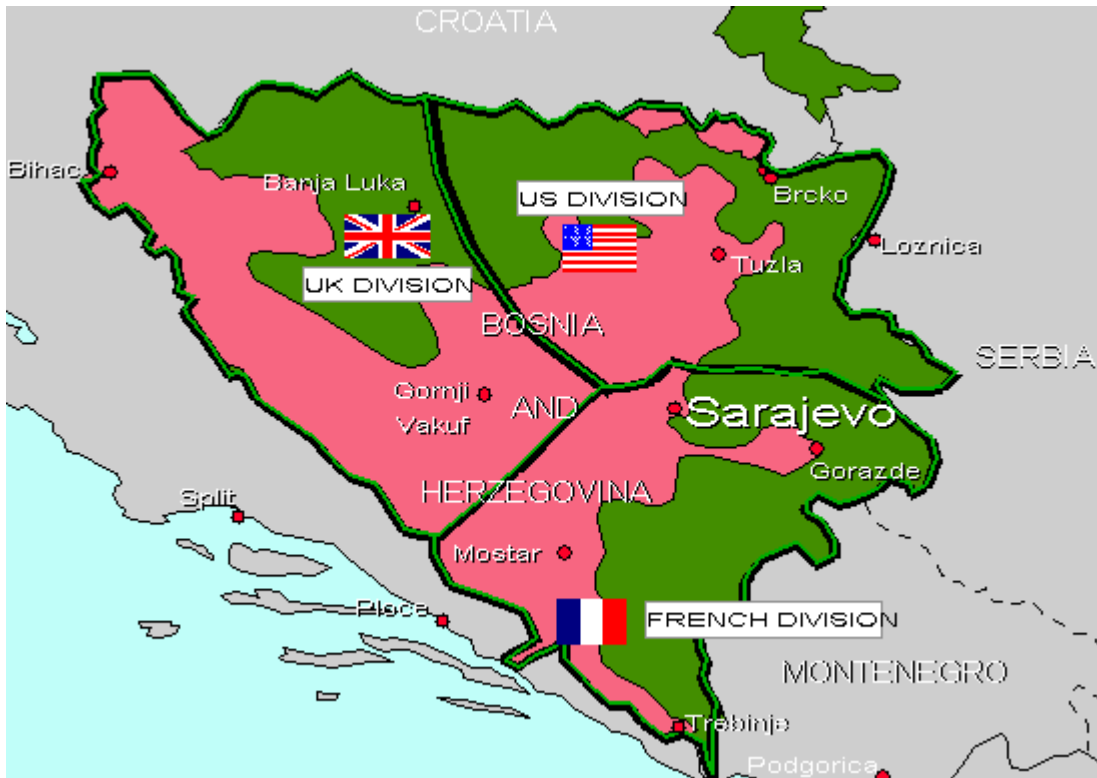 CROATIA
Bihac
Banja Luka
US DIVISION
Brcko
Loznica
Tuzla
UK DIVISION
BOSNIA
SERBIA
Gornji
Vakuf
AND
Sarajevo
Gorazde
HERZEGOVINA
Split
Mostar
Ploce
FRENCH DIVISION
MONTENEGRO
Trebinje
Podgorica